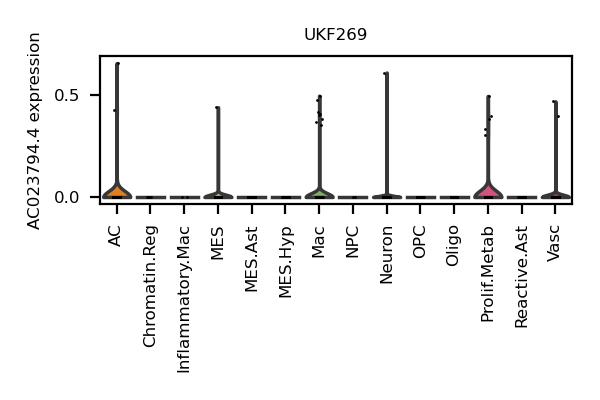 UKF269
AC023794.4 expression
0.5
0.0
AC
Chromatin.Reg
Inflammatory.Mac
MES
MES.Ast
MES.Hyp
Mac
NPC
Neuron
OPC
Oligo
Prolif.Metab
Reactive.Ast
Vasc